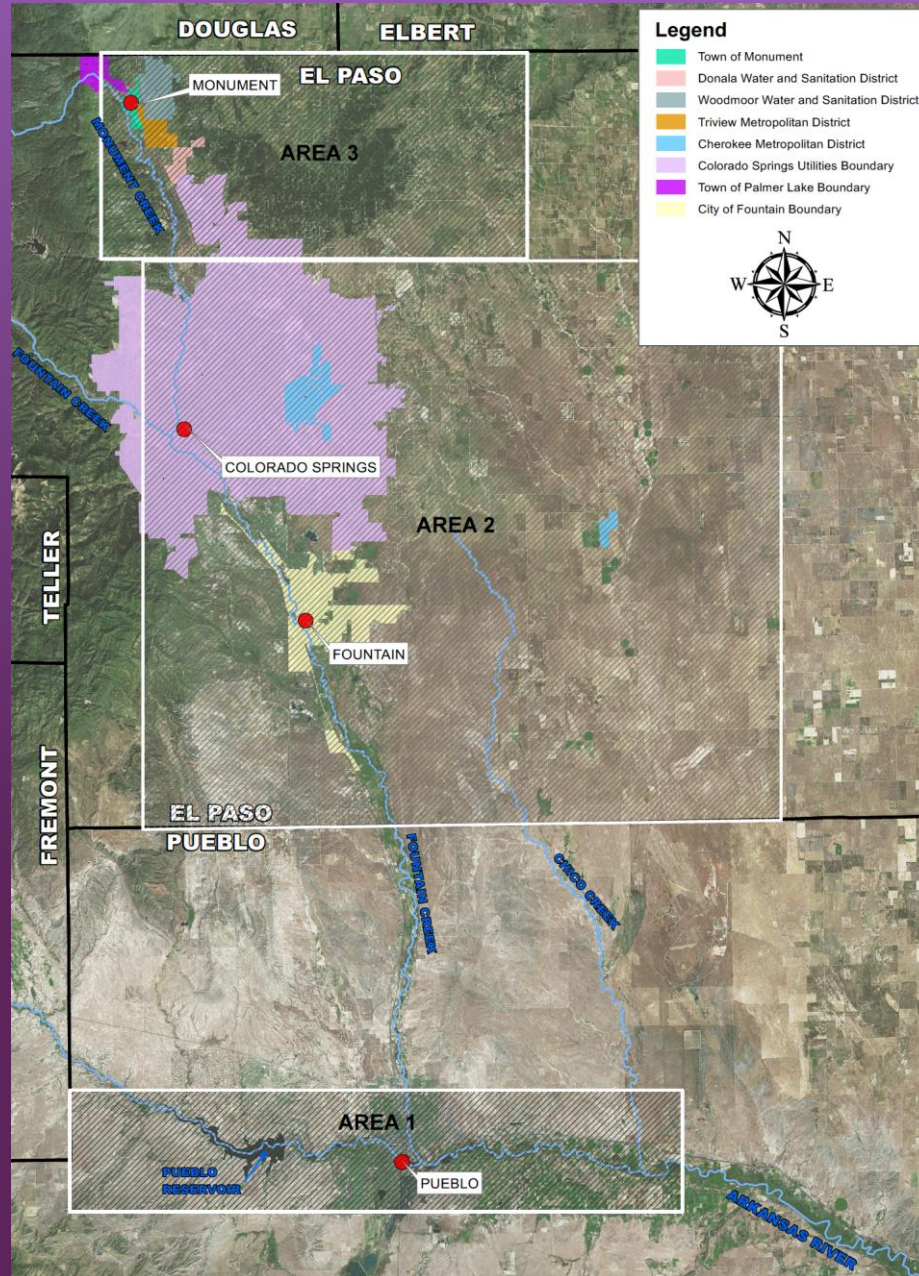 DOUGLAS
ELBERT
EL PASO
MONUMENT
MONUMENT CREEK
AREA 3
Legend
Town of Monument
Donala Water and Sanitation District
Woodmoor Water and Sanitation District
Triview Metropolitan District
Cherokee Metropolitan District
Colorado Springs Utilities Boundary
Town of Palmer Lake Boundary
City of Fountain Boundary
N
W
E
S
FOUNTAIN CREEK
COLORADO SPRINGS
AREA 2
TELLER
FOUNTAIN
FREMONT
EL PASO
PUEBLO
FOUNTAIN CREEK
CHICO CREEK
AREA 1
PUEBLO
RESERVOIR
PUEBLO
ARKANSAS RIVER